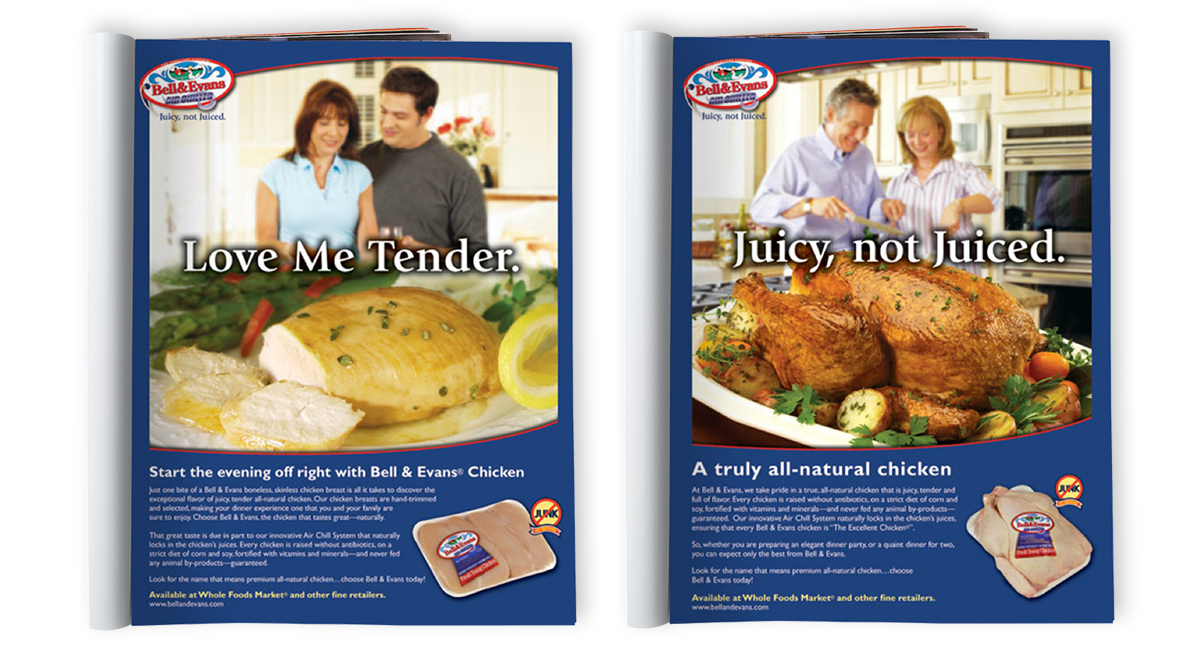 Bell & Evans
AIR CHILLED
Juicy, not Juiced.
Love Me Tender.
Start the evening off right with Bell & Evans® Chicken
Just one bite of a Bell & Evans boneless, skinless chicken breast is all it takes to discover the
exceptional flavor of juicy, tender all-natural chicken. Our chicken breasts are hand-trimmed
and selected, making your dinner experience one that you and your family are
sure to enjoy. Choose Bell & Evans, the chicken that tastes great—naturally.
That great taste is due in part to our innovative Air Chill System that naturally
locks in the chicken's juices. Every chicken is raised without antibiotics, on a
strict diet of corn and soy, fortified with vitamins and minerals—and never fed
any animal by-products—guaranteed.
Look for the name that means premium all-natural chicken…choose Bell & Evans today!
Available at Whole Foods Market® and other fine retailers.
www.bellandevans.com
JUNK
Bell & Evans
Bell & Evans
AIR CHILLED
Juicy, not Juiced.
Juicy, not Juiced.
A truly all-natural chicken
At Bell & Evans, we take pride in a true, all-natural chicken that is juicy, tender and
full of flavor. Every chicken is raised without antibiotics, on a strict diet of corn and
soy, fortified with vitamins and minerals—and never fed any animal by-products—
guaranteed. Our innovative Air Chill System naturally locks in the chicken's juices,
ensuring that every Bell & Evans chicken is "The Excellent Chicken®".
So, whether you are preparing an elegant dinner party, or a quaint dinner for two,
you can expect only the best from Bell & Evans.
Look for the name that means premium all-natural chicken…choose
Bell & Evans today!
Available at Whole Foods Market® and other fine retailers.
www.bellandevans.com
JUNK
Bell & Evans